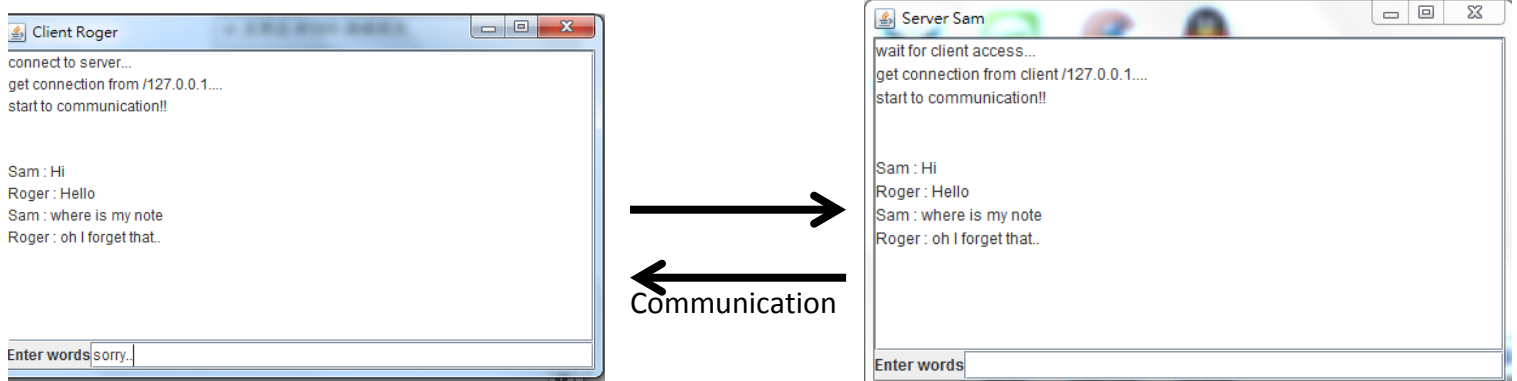 Client Roger
connect to server...
get connection from /127.0.0.1....
start to communication!!
Sam : Hi
Roger : Hello
Sam : where is my note
Roger : oh I forget that..
Enter words sorry..
Communication
Server Sam
wait for client access...
get connection from client /127.0.0.1....
start to communication!!
Sam : Hi
Roger : Hello
Sam : where is my note
Roger : oh I forget that..
Enter words